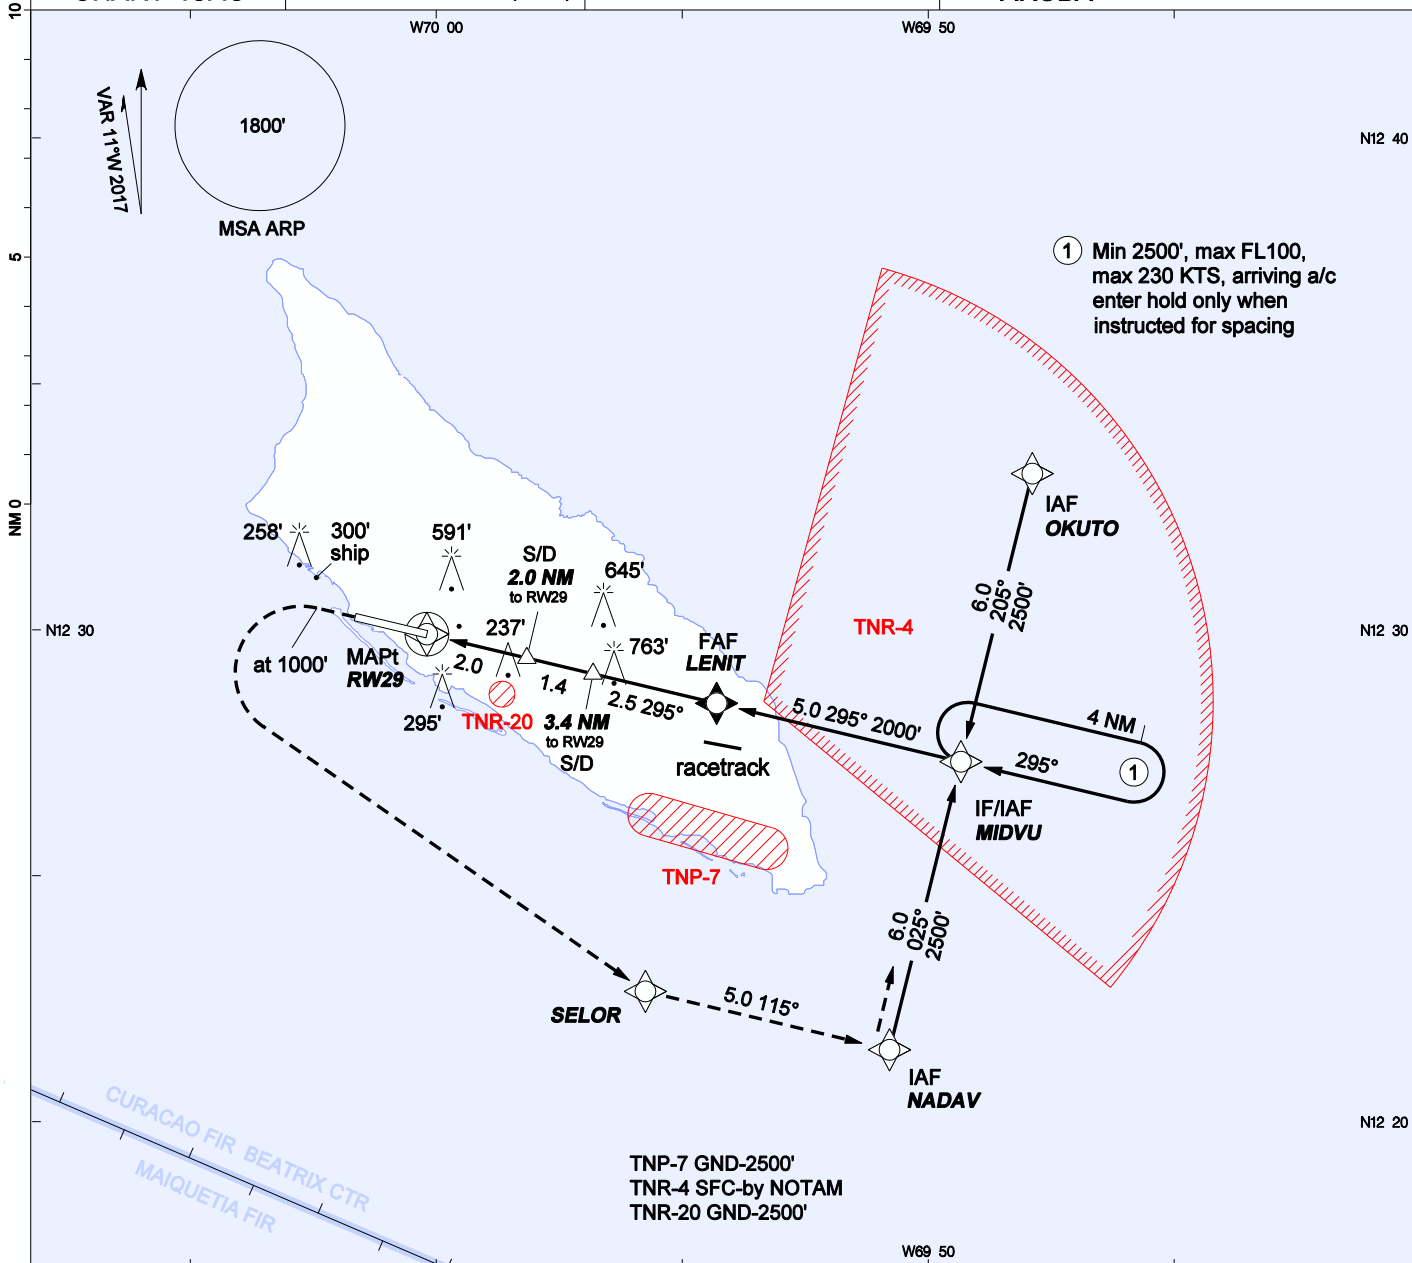 W70 00
W69 50
10
VAR 11°W 2017
1800'
MSA ARP
N12 40
5
1 Min 2500', max FL100,
max 230 KTS, arriving a/c
enter hold only when
instructed for spacing
NM 0
IAF
OKUTO
258'
300'
ship
591'
S/D
2.0 NM
to RW29
645'
6.0
205°
2500'
N12 30
TNR-4
N12 30
237'
FAF
LENIT
763'
at 1000'
MAPt
RW29
2.0
1.4
2.5 295°
5.0 295° 2000'
4 NM
295'
TNR-20
3.4 NM
to RW29
S/D
racetrack
295°
1
IF/IAF
MIDVU
TNP-7
6.0
025°
2500'
SELOR
5.0 115°
IAF
NADAV
CURACAO FIR BEATRIX CTR
MAIQUETIA FIR
N12 20
TNP-7 GND-2500'
TNR-4 SFC-by NOTAM
TNR-20 GND-2500'
W69 50